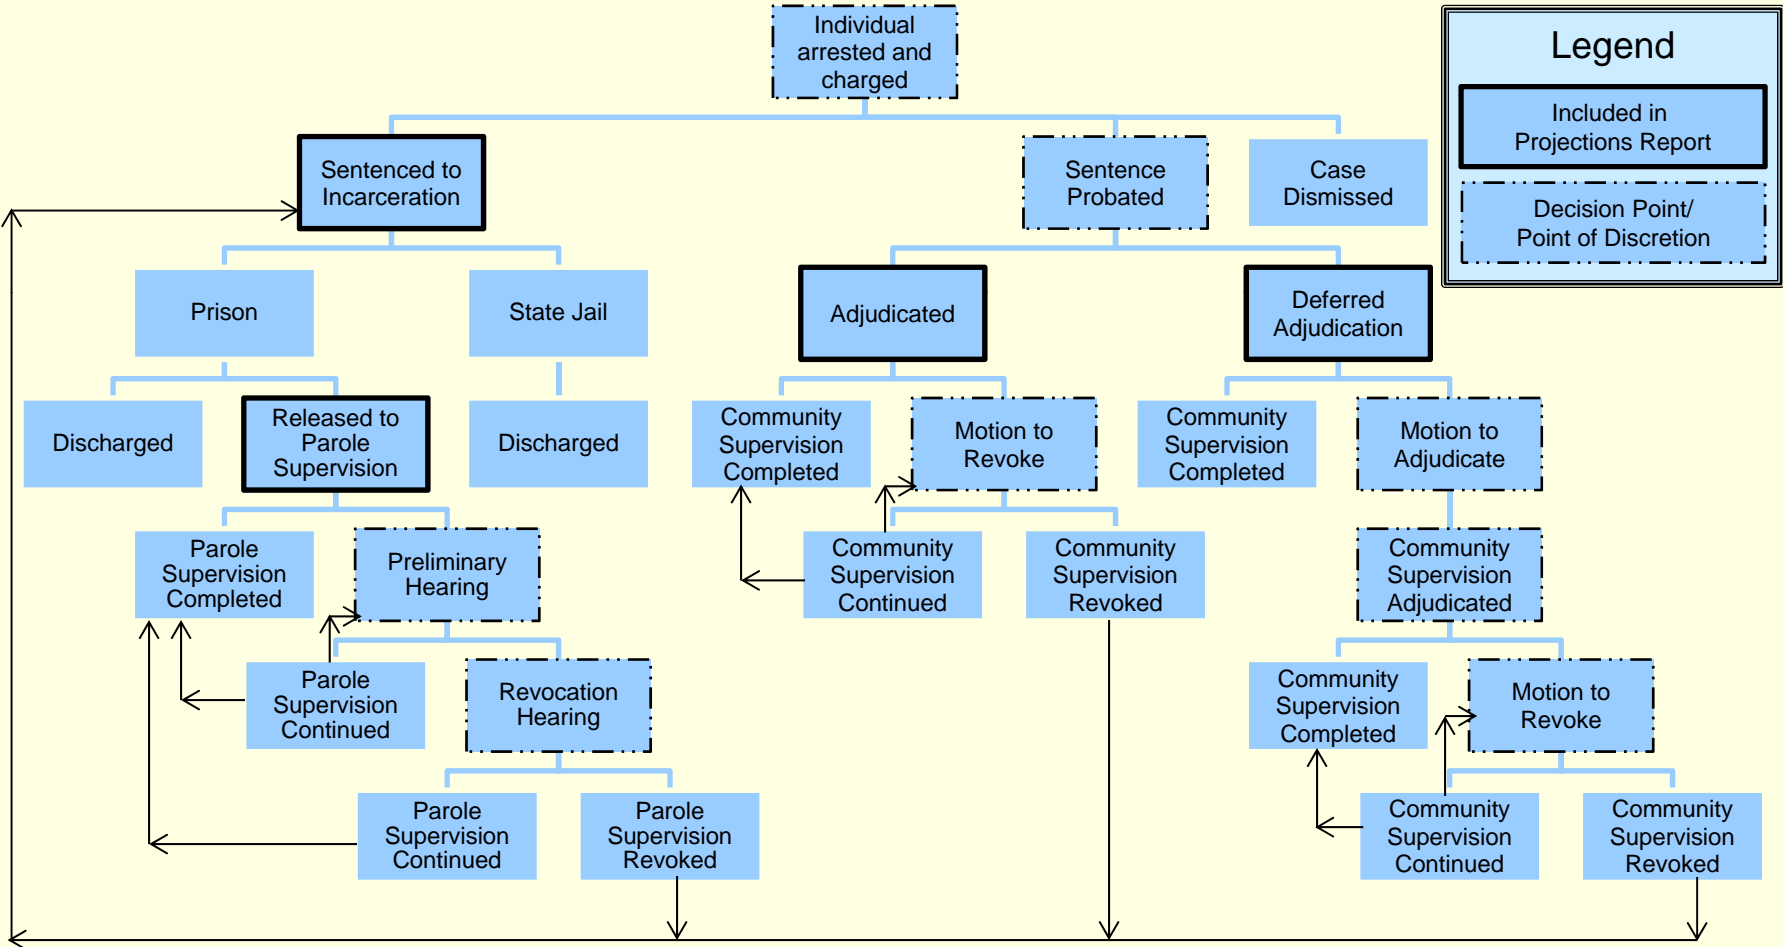 Individual
arrested and
charged
Legend
Included in
Projections Report
Decision Point/
Point of Discretion
Sentenced to
Incarceration
Sentence
Probated
Case
Dismissed
Prison
State Jail
Adjudicated
Deferred
Adjudication
Discharged
Released to
Parole
Supervision
Discharged
Community
Supervision
Completed
Motion to
Revoke
Community
Supervision
Completed
Motion to
Adjudicate
Parole
Supervision
Completed
Preliminary
Hearing
Community
Supervision
Continued
Community
Supervision
Revoked
Community
Supervision
Adjudicated
Parole
Supervision
Continued
Revocation
Hearing
Community
Supervision
Completed
Motion to
Revoke
Parole
Supervision
Continued
Parole
Supervision
Revoked
Community
Supervision
Continued
Community
Supervision
Revoked